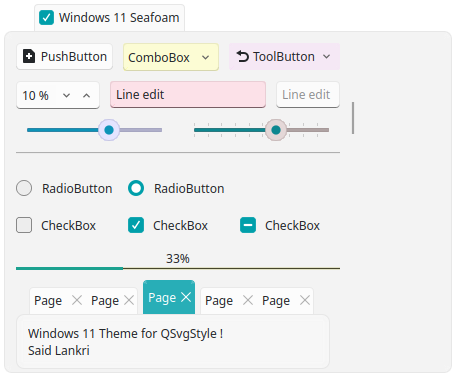 Windows 11 Seafoam
PushButton ComboBox ToolButton
10 % Line edit Line edit
RadioButton RadioButton
CheckBox CheckBox CheckBox
33%
Page Page Page Page Page
Windows 11 Theme for QSvgStyle !
Said Lankri